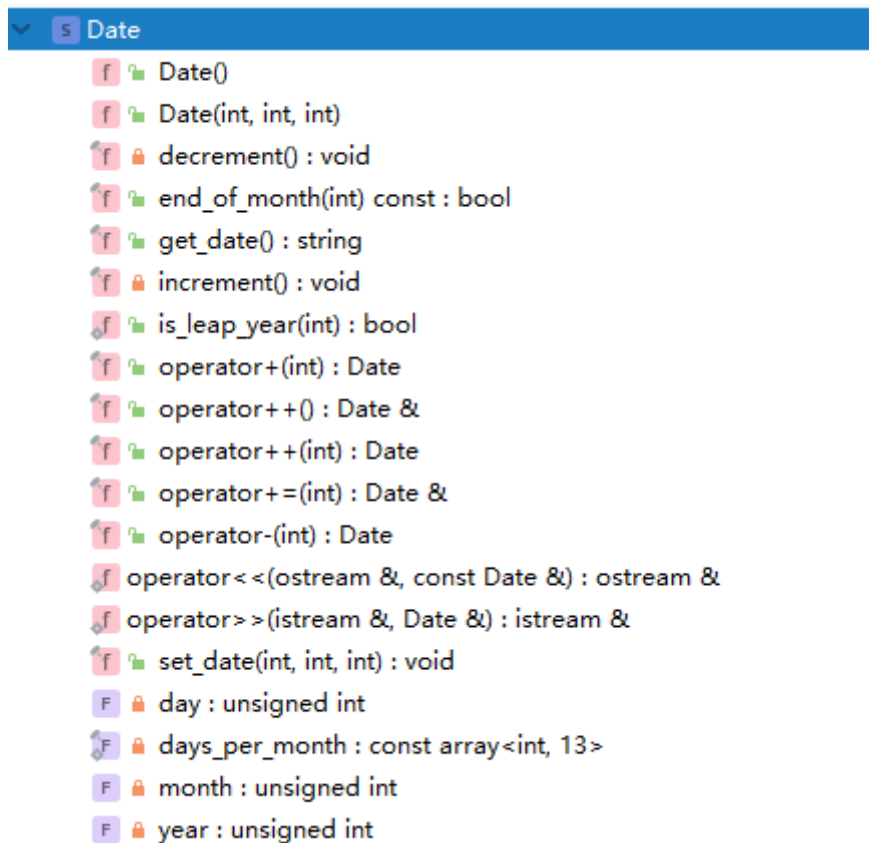 S Date
f Date()
f Date(int, int, int)
f decrement() : void
f end_of_month(int) const : bool
f get_date() : string
f increment() : void
f is_leap_year(int) : bool
f operator+(int) : Date
f operator++() : Date &
f operator++(int) : Date
f operator+=(int) : Date &
f operator-(int) : Date
f operator<<(ostream &, const Date &) : ostream &
f operator>>(istream &, Date &) : istream &
f set_date(int, int, int) : void
F day : unsigned int
F days_per_month : const array<int, 13>
F month : unsigned int
F year : unsigned int